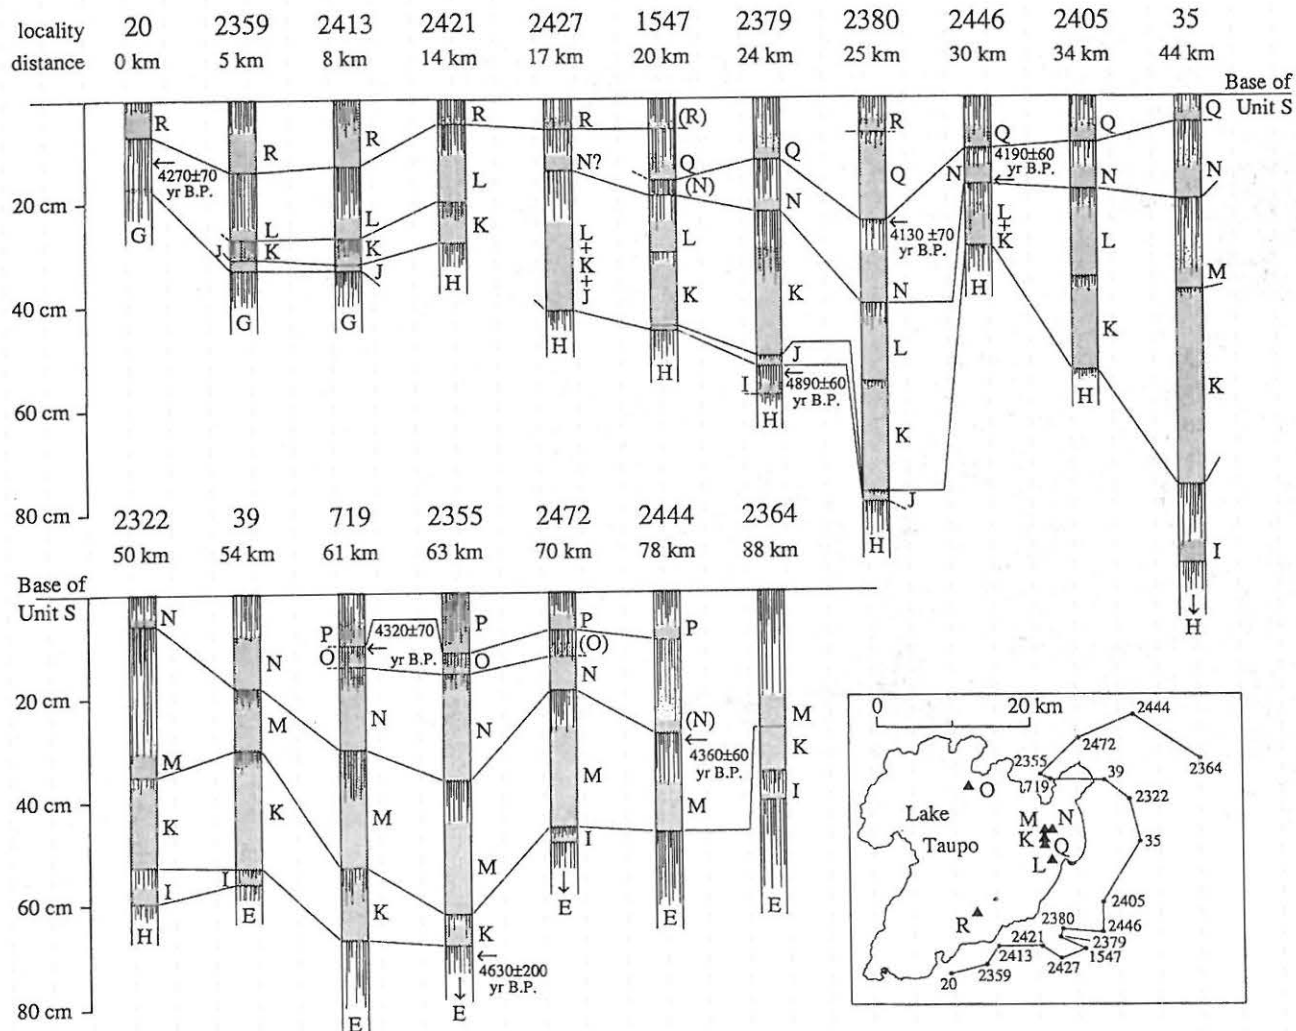 locality 20 2359 2413 2421 2427 1547 2379 2380 2446 2405 35
distance 0 km 5 km 8 km 14 km 17 km 20 km 24 km 25 km 30 km 34 km 44 km
Base of
Unit S
R R R R R (R) Q R Q Q Q
4270±70
yr B.P.
G
R
L
K
J
G
R
L
K
J
G
R
L
K
H
R
N?
L
+
K
+
J
H
(R)
Q
(N)
L
K
H
Q
N
K
J
4890±60
yr B.P.
I
H
R
Q
4130 ±70
yr B.P.
N
L
K
J
H
Q
4190±60
yr B.P.
N
L
+
K
H
Q
N
L
K
H
Q
N
M
K
I
H
20 cm
40 cm
60 cm
80 cm
2322 39 719 2355 2472 2444 2364
50 km 54 km 61 km 63 km 70 km 78 km 88 km
Base of
Unit S
N
M
K
I
H
N
M
K
I
E
P
4320±70
yr B.P.
O
N
M
K
E
P
O
N
M
K
4630±200
yr B.P.
E
P
(O)
N
M
I
E
P
(N)
4360±60
yr B.P.
M
E
M
K
I
E
20 cm
40 cm
60 cm
80 cm
0 20 km
2444
2472
2355
719
39
2364
2322
O
Lake
Taupo
M N
K
Q
L
35
R
2405
2380
2446
2421
2379
2413
1547
2359
2427
20